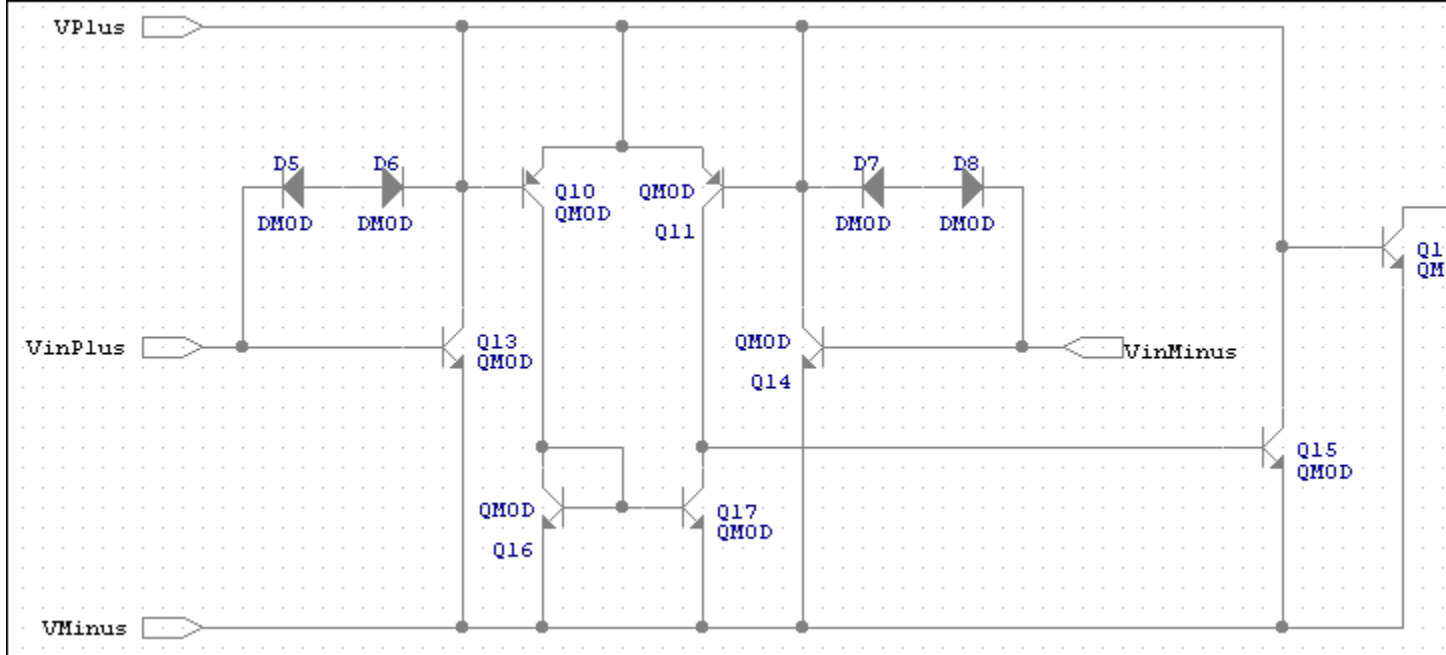 VPlus
D5
D6
D7
D8
DMOD
DMOD
DMOD
DMOD
Q10
QMOD
QMOD
Q11
VinPlus
Q13
QMOD
QMOD
Q14
VinMinus
Q15
QMOD
QMOD
Q16
Q17
QMOD
VMinus